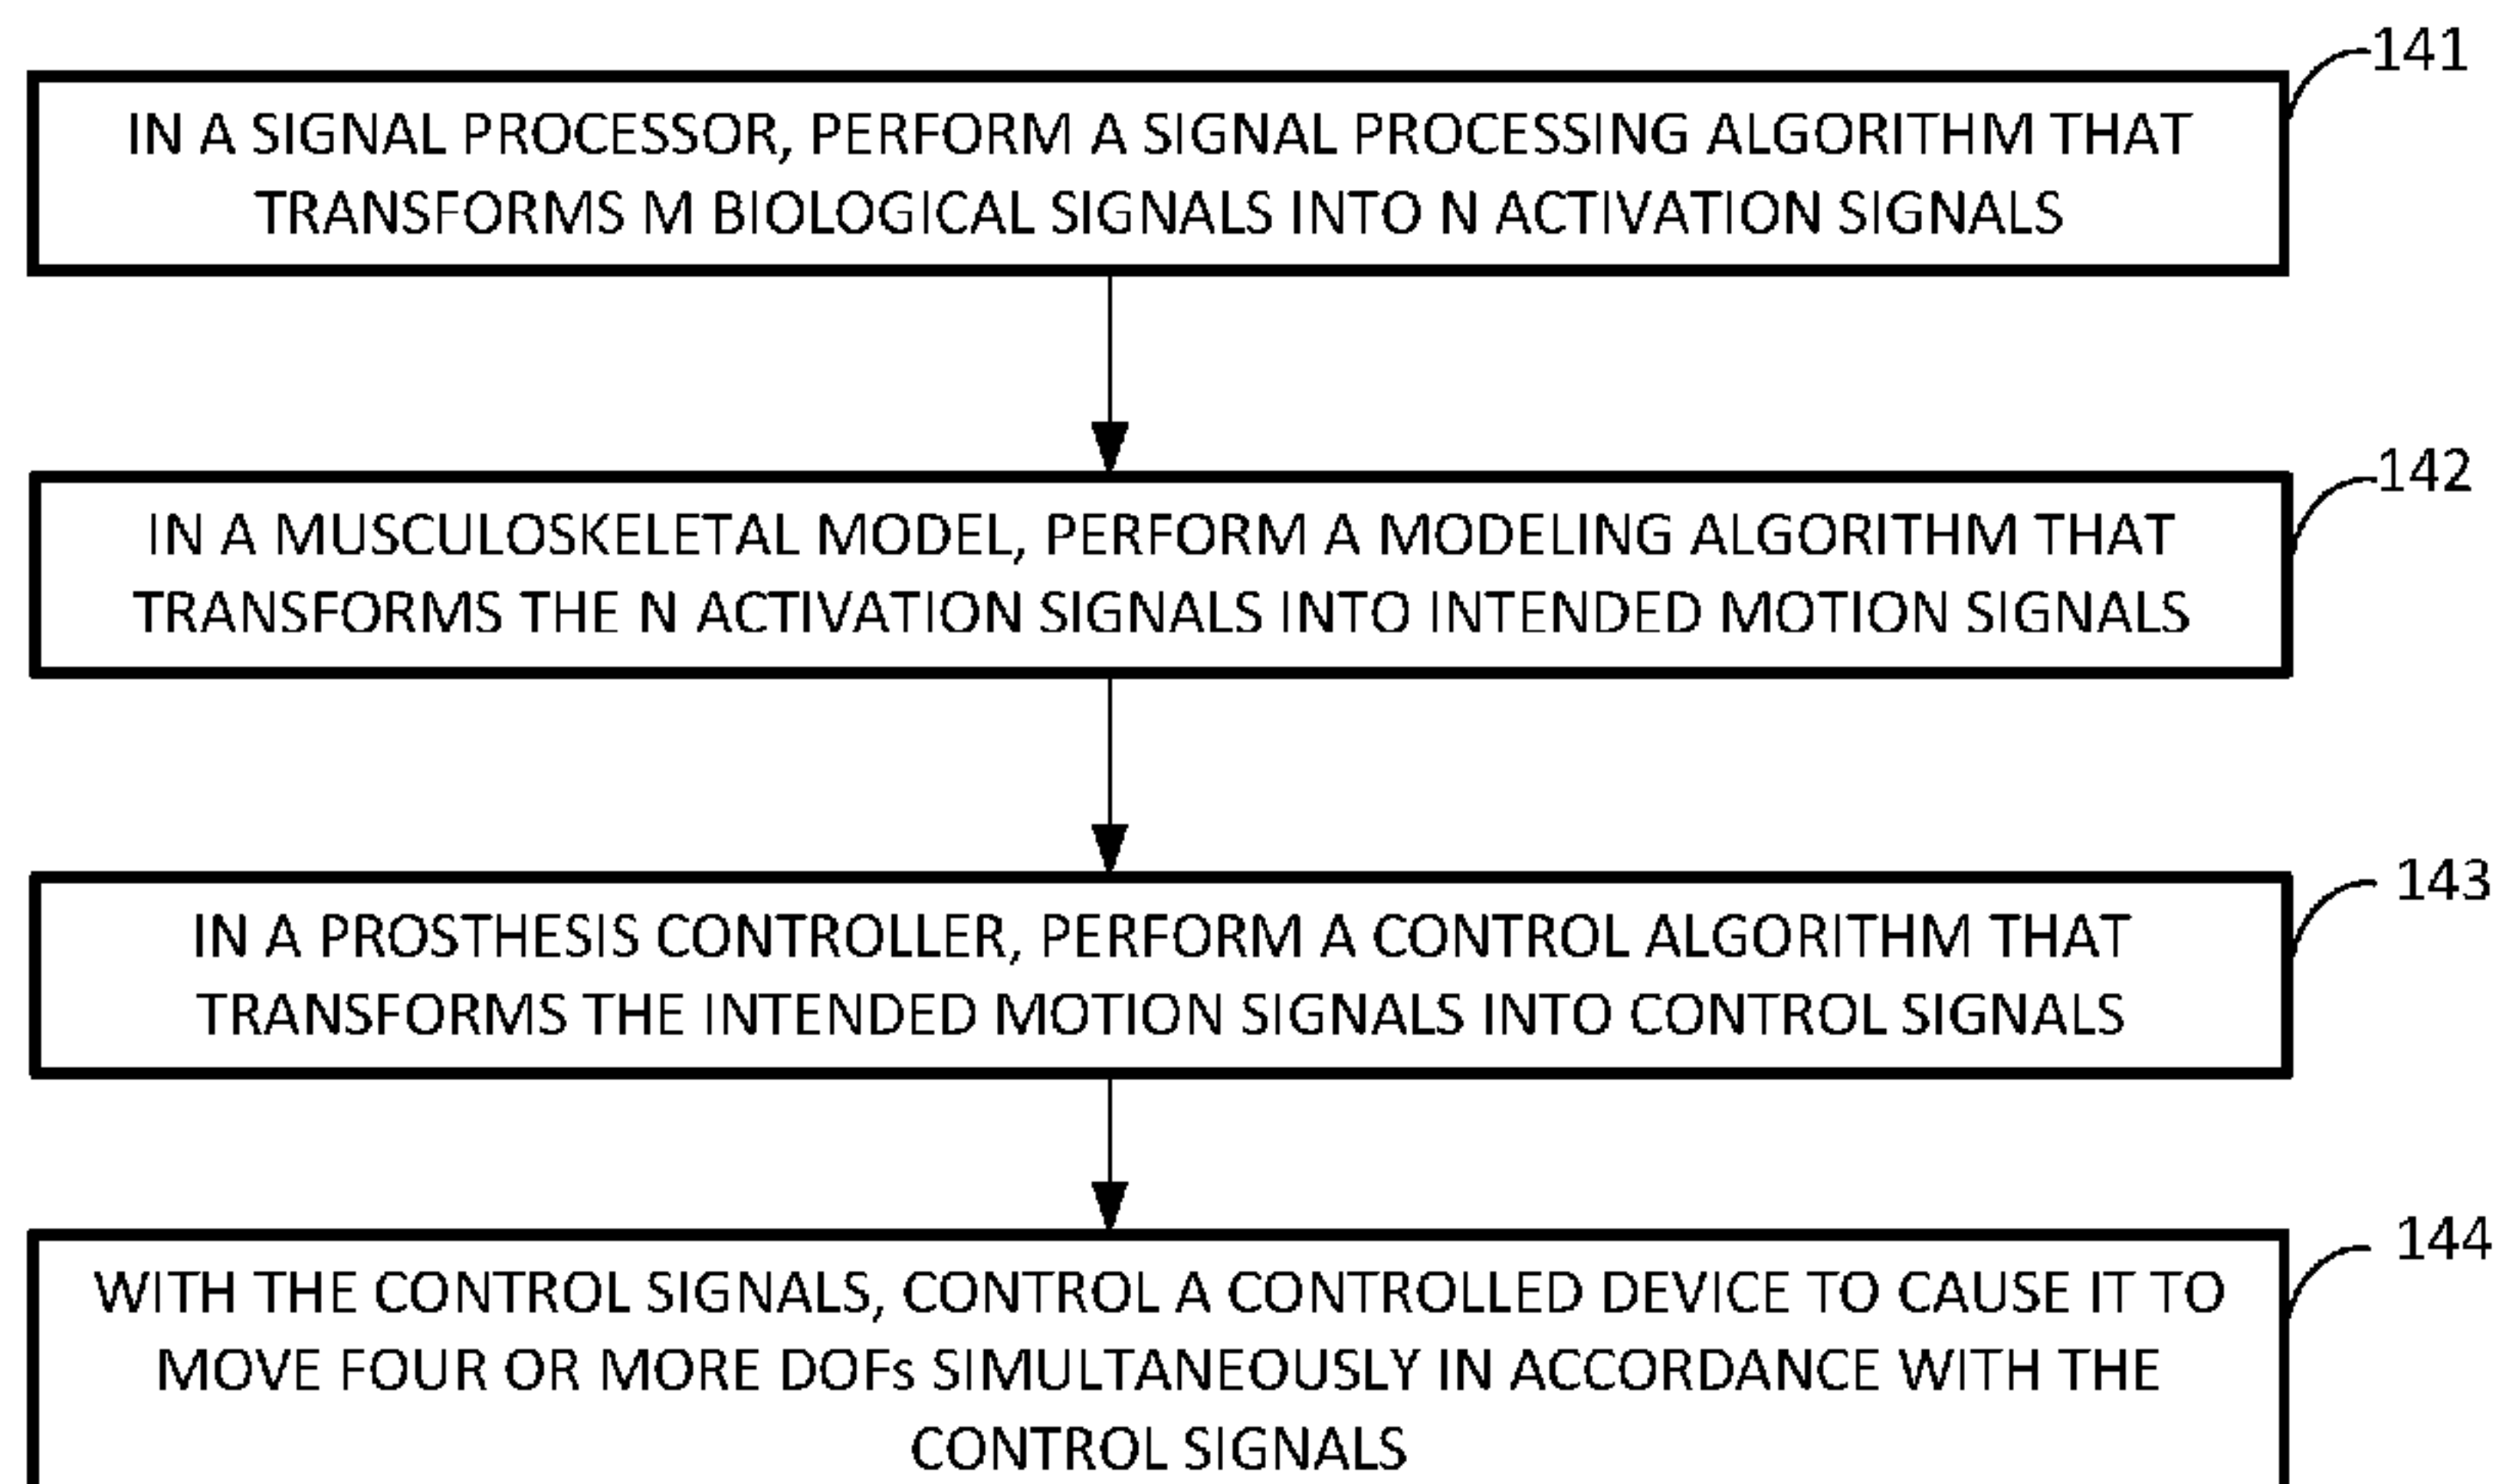 141
IN A SIGNAL PROCESSOR, PERFORM A SIGNAL PROCESSING ALGORITHM THAT
TRANSFORMS M BIOLOGICAL SIGNALS INTO N ACTIVATION SIGNALS
142
IN A MUSCULOSKELETAL MODEL, PERFORM A MODELING ALGORITHM THAT
TRANSFORMS THE N ACTIVATION SIGNALS INTO INTENDED MOTION SIGNALS
143
IN A PROSTHESIS CONTROLLER, PERFORM A CONTROL ALGORITHM THAT
TRANSFORMS THE INTENDED MOTION SIGNALS INTO CONTROL SIGNALS
144
WITH THE CONTROL SIGNALS, CONTROL A CONTROLLED DEVICE TO CAUSE IT TO
MOVE FOUR OR MORE DOFs SIMULTANEOUSLY IN ACCORDANCE WITH THE
CONTROL SIGNALS